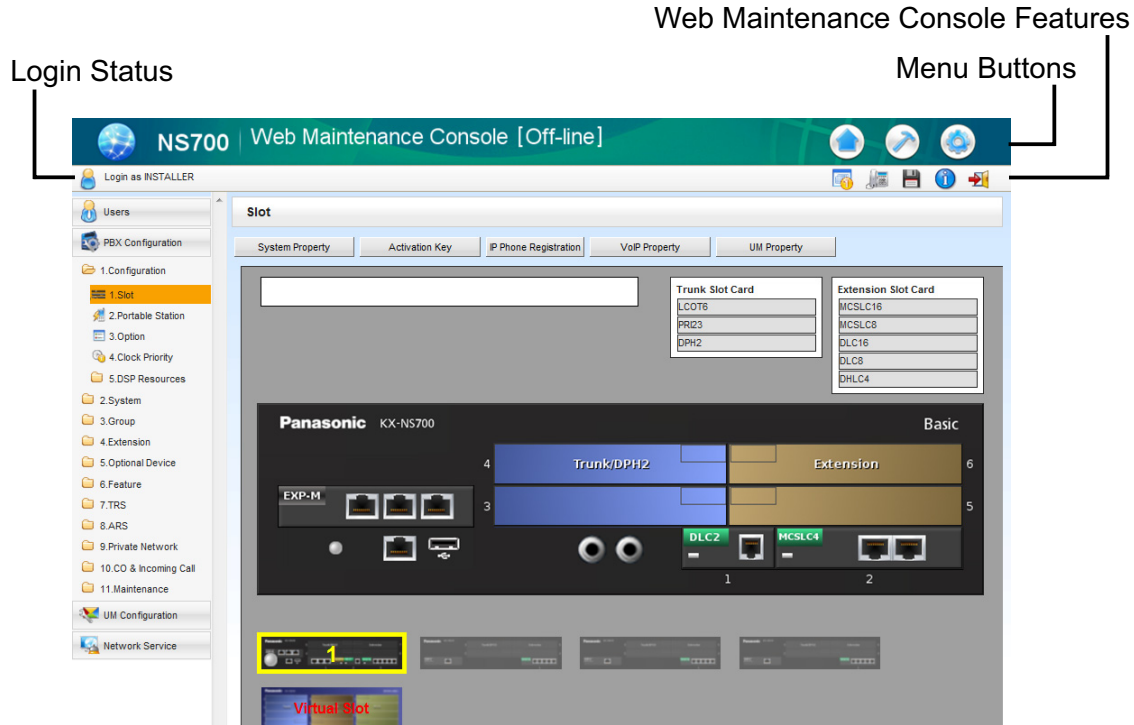 Web Maintenance Console Features
Login Status
Menu Buttons
NS700 Web Maintenance Console [Off-line]
Login as INSTALLER
Users
PBX Configuration
1.Configuration
1.Slot
2.Portable Station
3.Option
4.Clock Priority
5.DSP Resources
2.System
3.Group
4.Extension
5.Optional Device
6.Feature
7.TRS
8.ARS
9.Private Network
10.CO & Incoming Call
11.Maintenance
UM Configuration
Network Service
Slot
System Property
Activation Key
IP Phone Registration
VoIP Property
UM Property
Trunk Slot Card
LCOT6
PRI23
DPH2
Extension Slot Card
MCSLC16
MCSLC8
DLC16
DLC8
DHLC4
Panasonic KX-NS700
Basic
4 Trunk/DPH2 Extension 6
EXP-M
3
5
DLC2
MCSLC4
1
2
1
Virtual Slot